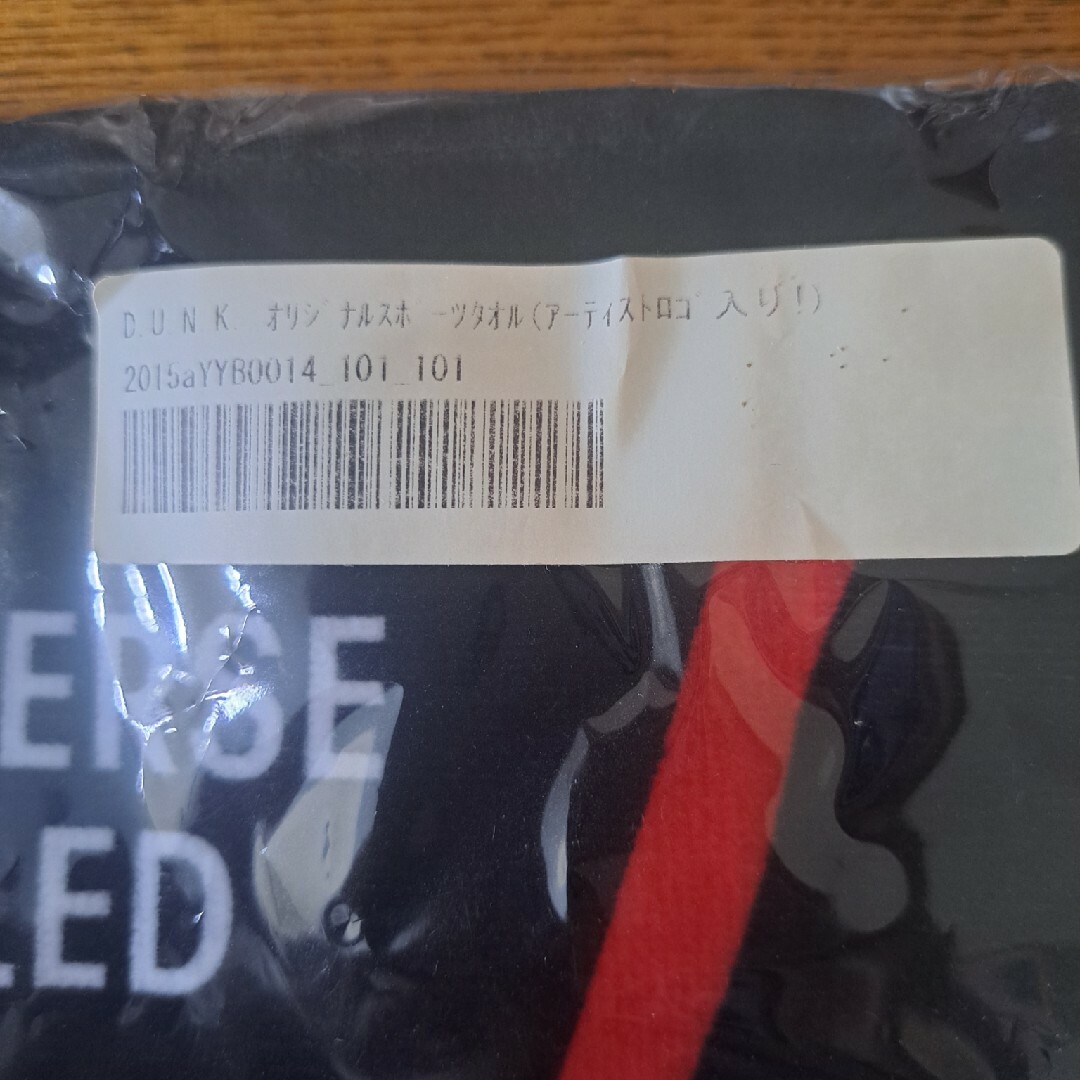 D.U.N.K. オリジナルスポーツタオル(アーティストロゴ入り!)
2015aYYB0014_101_101
ERSE
LED